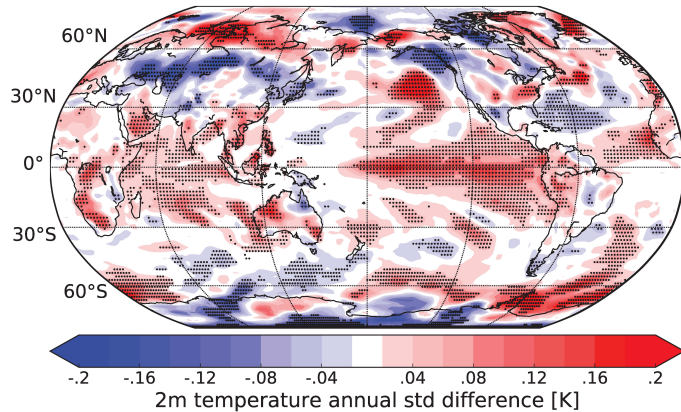 60°N
30°N
0°
30°S
60°S
-.2 -.16 -.12 -.08 -.04 .04 .08 .12 .16 .2
2m temperature annual std difference [K]